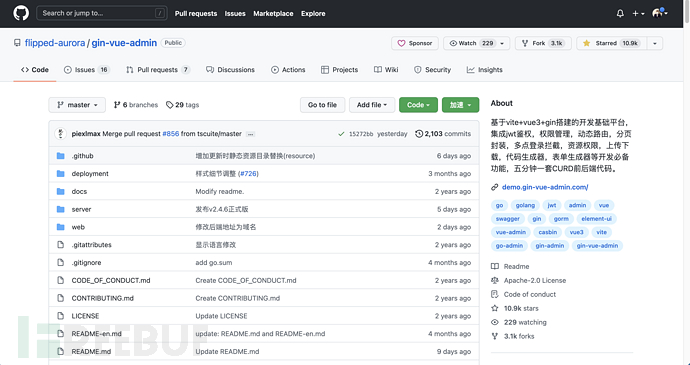 Search or jump to... /
Pull requests Issues Marketplace Explore
flipped-aurora / gin-vue-admin Public
Sponsor Watch 229 Fork 3.1k Starred 10.9k
Code Issues 16 Pull requests 7 Discussions Actions Projects Wiki Security Insights
master 6 branches 29 tags Go to file Add file Code 加速
About
基于vite+vue3+gin搭建的开发基础平台，
集成jwt鉴权，权限管理，动态路由，分页
封装，多点登录拦截，资源权限，上传下
载，代码生成器，表单生成器等开发必备
功能，五分钟一套CURD前后端代码。
demo.gin-vue-admin.com/
go golang jwt admin vue
swagger gin gorm element-ui
vue-admin casbin vue3 vite
go-admin gin-admin gin-vue-admin
Readme
Apache-2.0 License
Code of conduct
10.9k stars
229 watching
3.1k forks
piexlmax Merge pull request #856 from tscuite/master ... 15272bb yesterday 2,103 commits
.github 增加更新时静态资源目录替换(resource) 6 days ago
deployment 样式细节调整 (#726) 3 months ago
docs Modify readme. 2 years ago
server 发布v2.4.6正式版 5 days ago
web 修改后端地址为域名 2 days ago
.gitattributes 显示语言修改 2 years ago
.gitignore add go.sum 4 months ago
CODE_OF_CONDUCT.md Create CODE_OF_CONDUCT.md 2 years ago
CONTRIBUTING.md Create CONTRIBUTING.md 2 years ago
LICENSE Update LICENSE 2 years ago
README-en.md update: README.md and README-en.md 4 months ago
README.md Update README.md 9 days ago